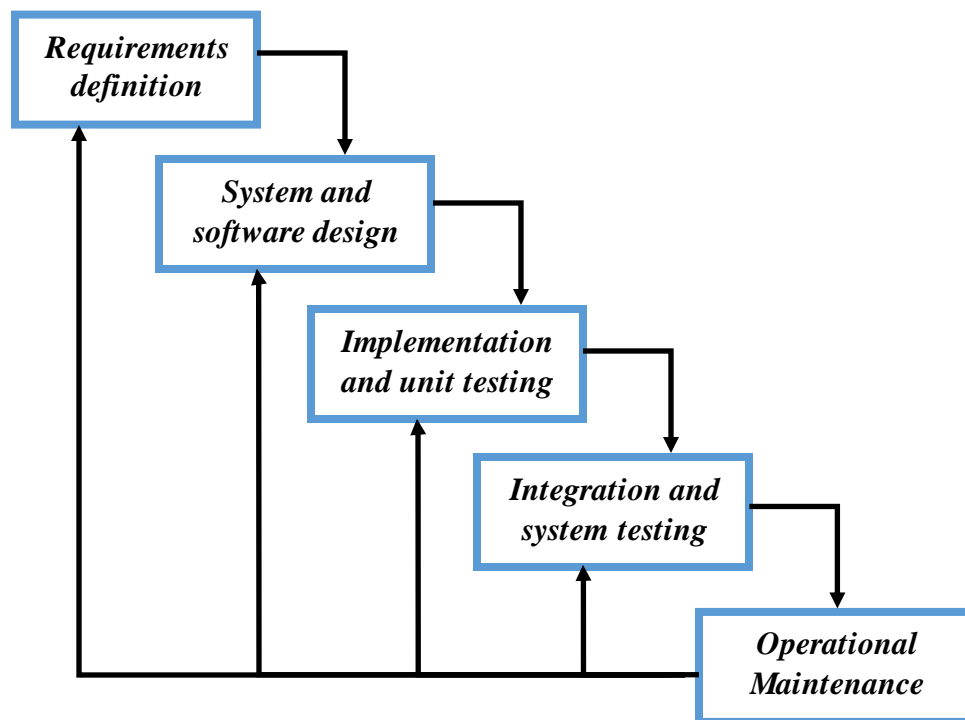 Requirements
definition
System and
software design
Implementation
and unit testing
Integration and
system testing
Operational
Maintenance